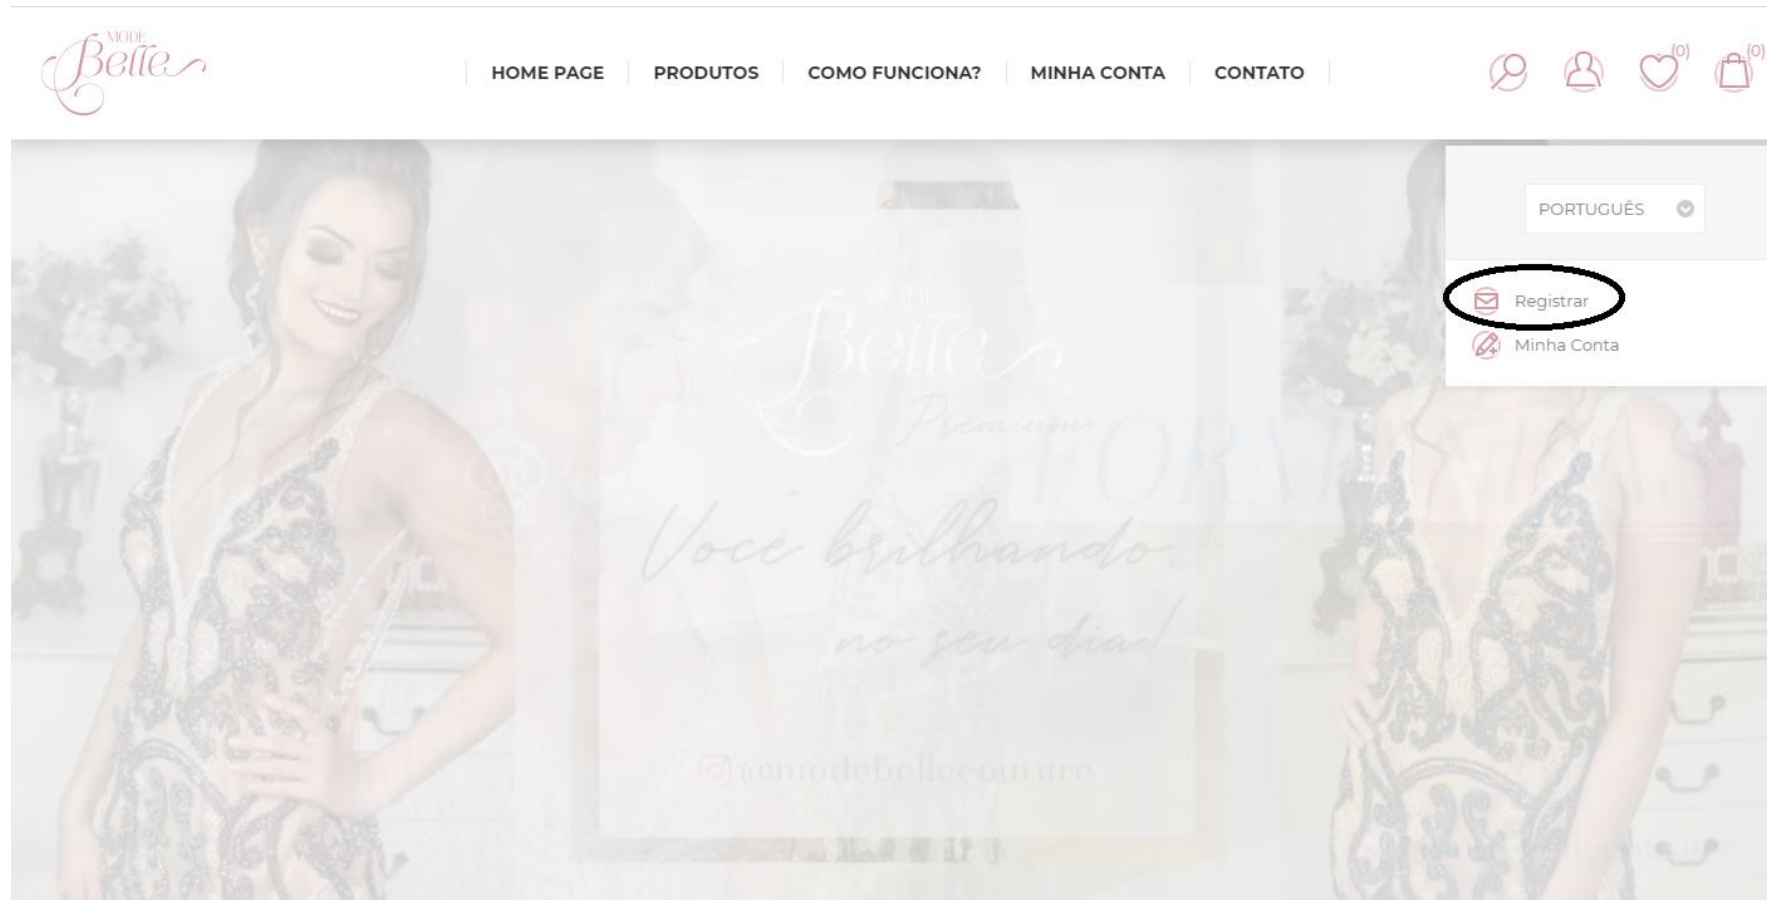 MODE
Belle
HOME PAGE
PRODUTOS
COMO FUNCIONA?
MINHA CONTA
CONTATO
(0)
(0)
PORTUGUÊS
Registrar
Minha Conta
Belle
Premium
FORMANDAS
Você brilhando
no seu dia!
@modebellecouture